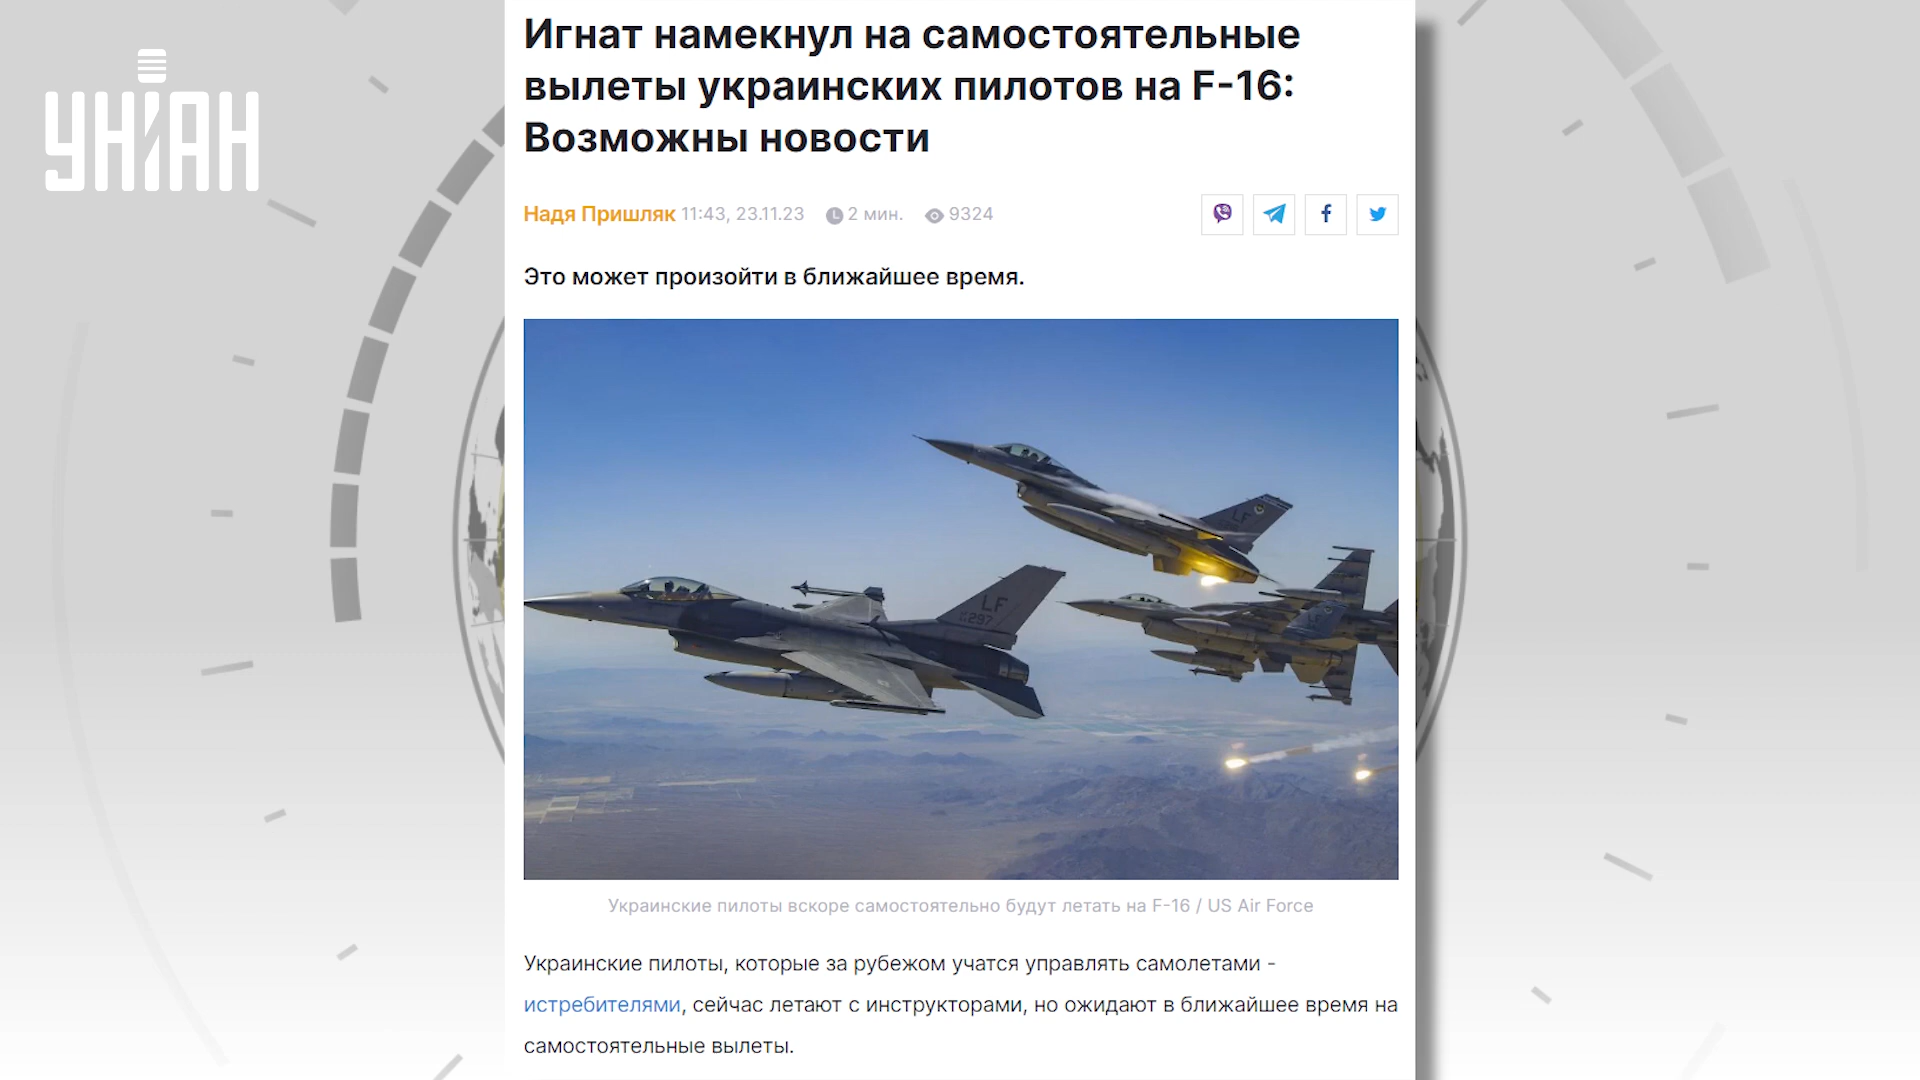 УНІАН
Игнат намекнул на самостоятельные
вылеты украинских пилотов на F-16:
Возможны новости
Надя Пришляк 11:43, 23.11.23 2 мин. 9324
Это может произойти в ближайшее время.
LF
LF
297
Украинские пилоты вскоре самостоятельно будут летать на F-16 / US Air Force
Украинские пилоты, которые за рубежом учатся управлять самолетами -
истребителями, сейчас летают с инструкторами, но ожидают в ближайшее время на
самостоятельные вылеты.